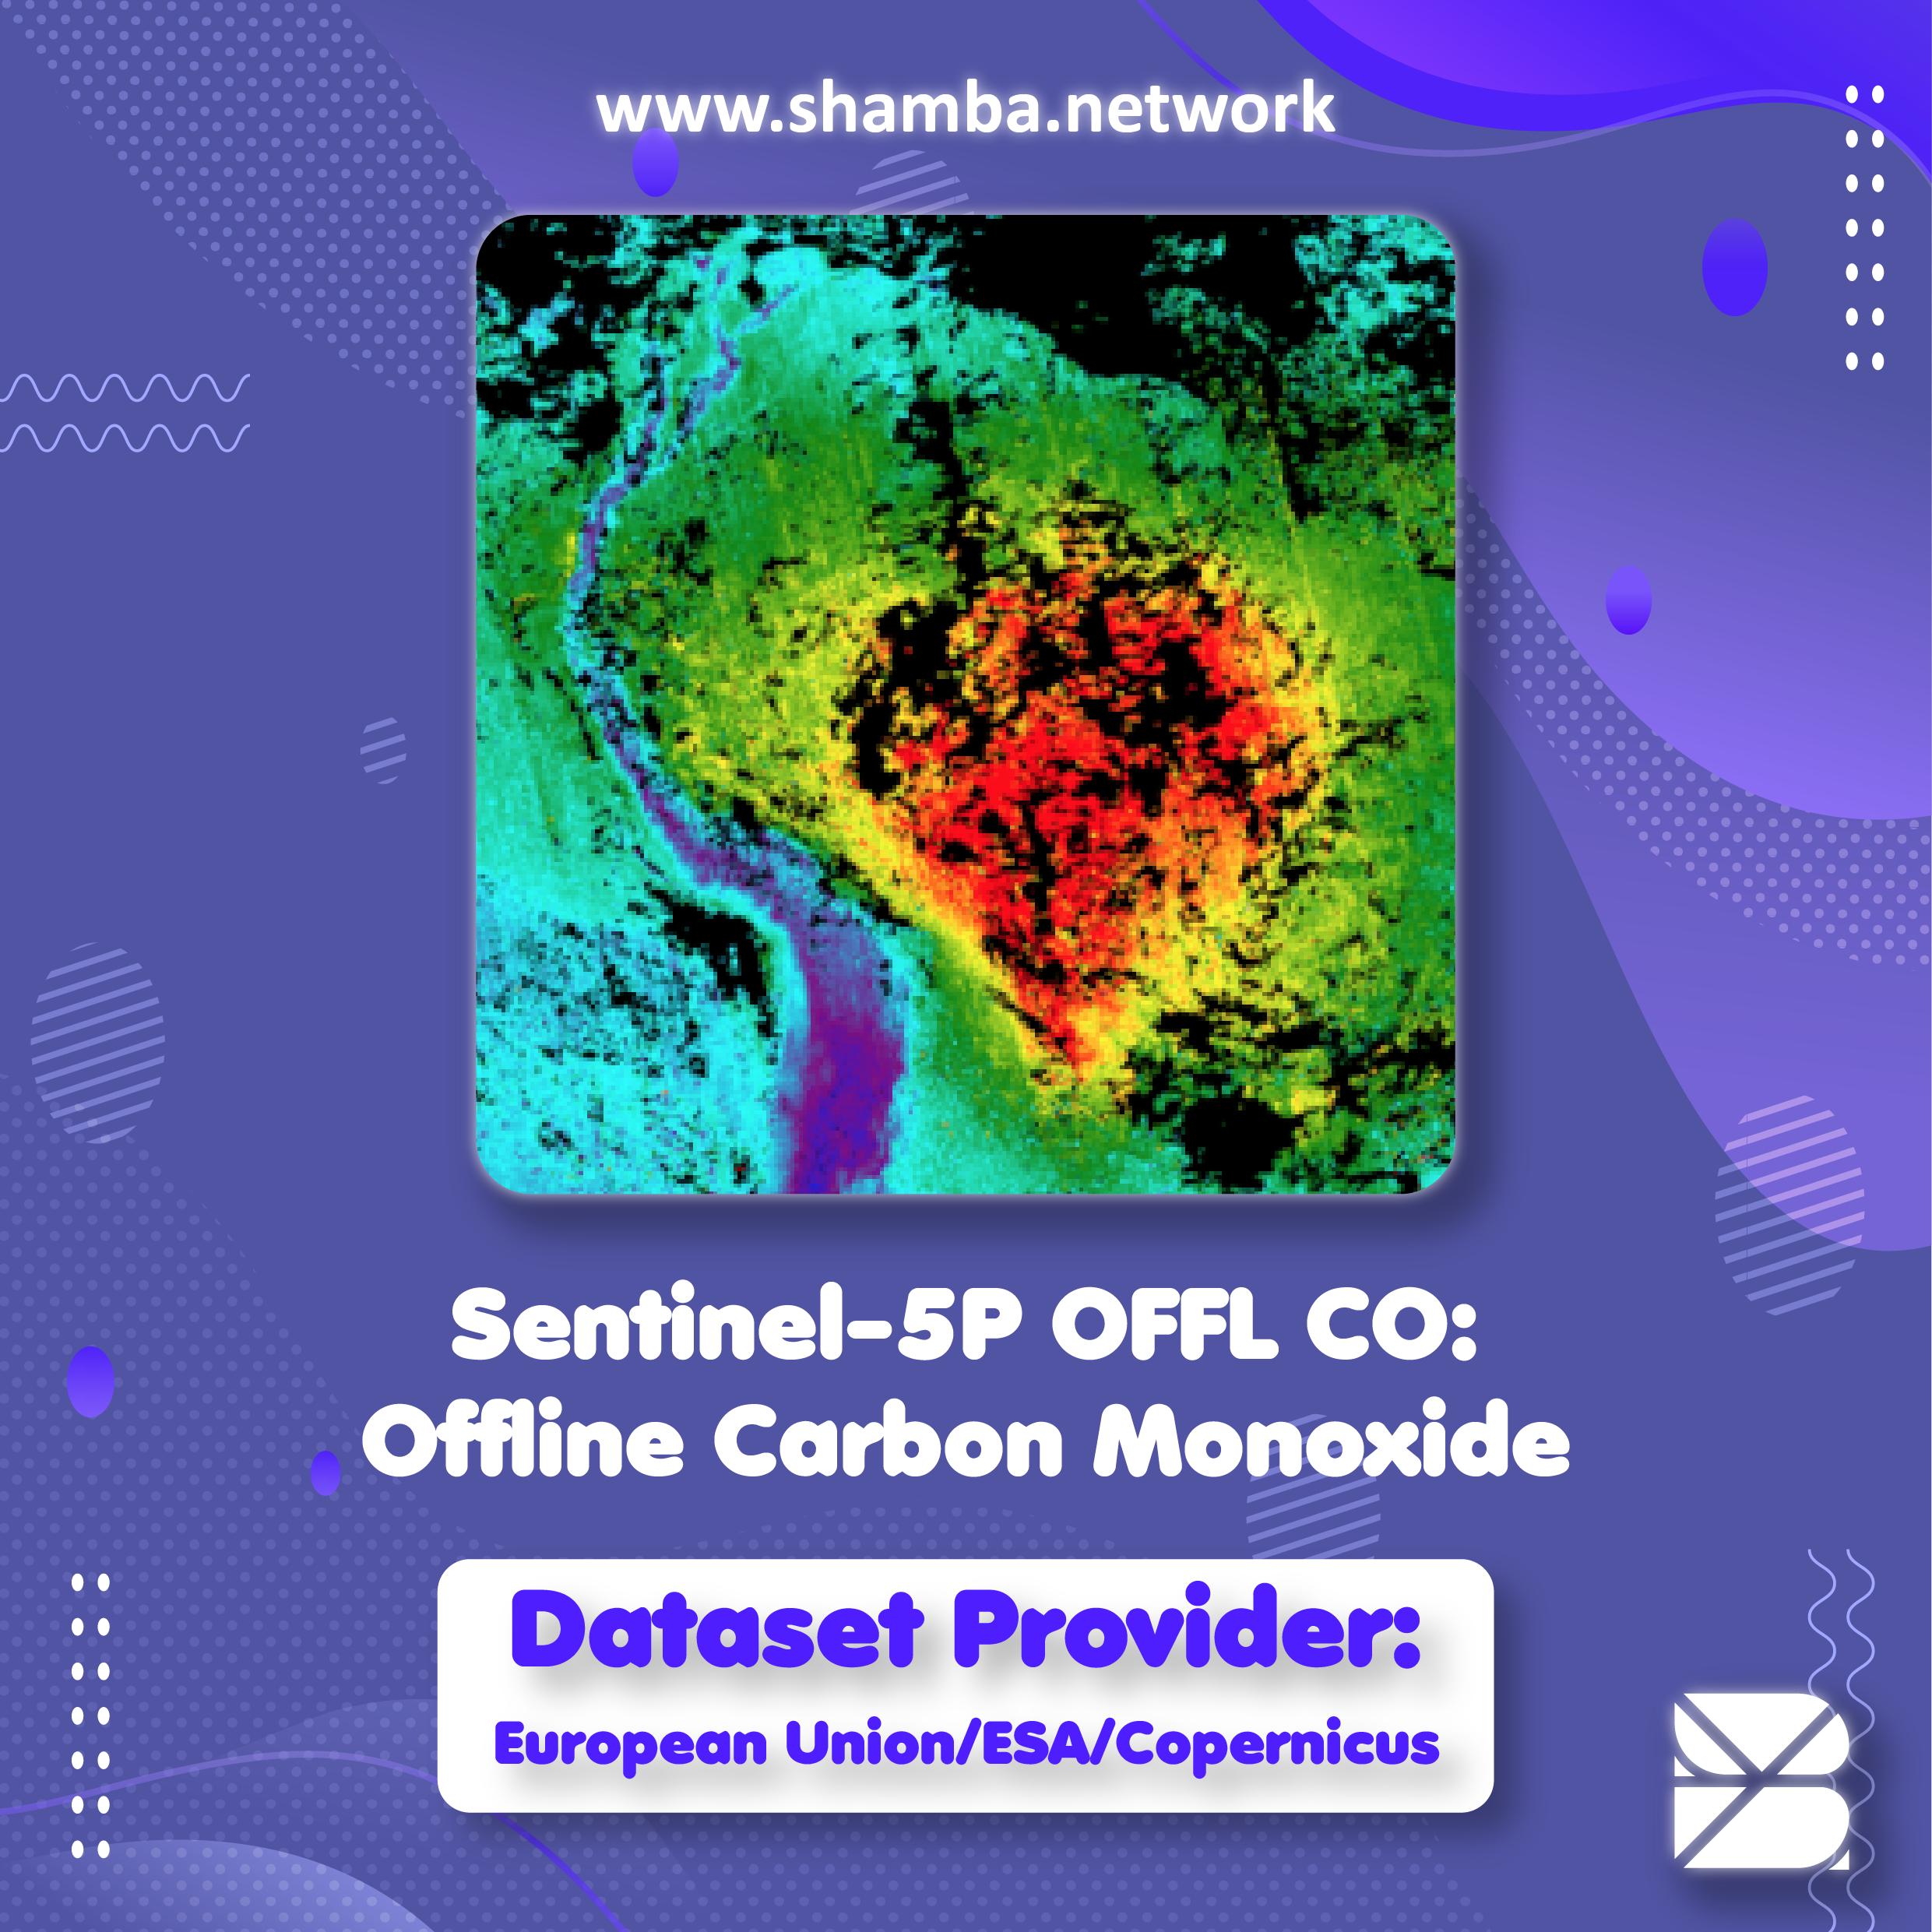 www.shamba.network
Sentinel-5P OFFL CO:
Offline Carbon Monoxide
Dataset Provider:
European Union/ESA/Copernicus